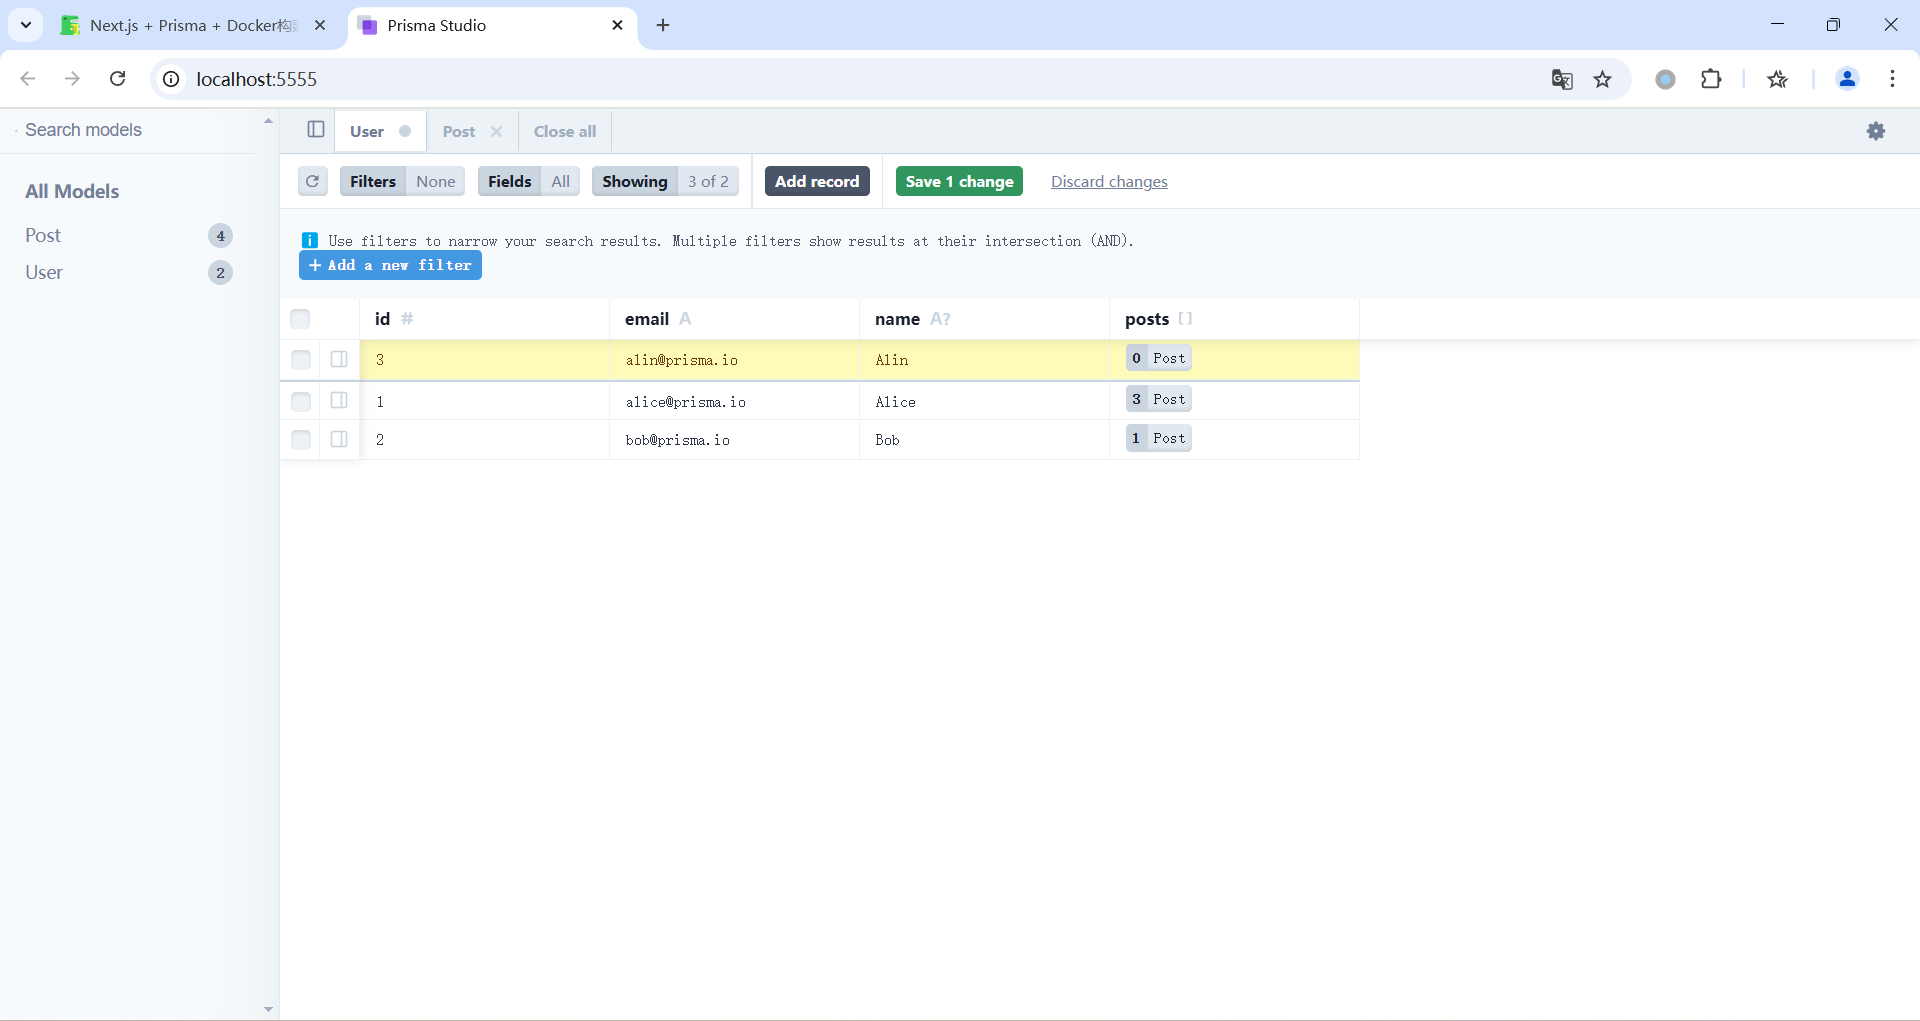 Next.js + Prisma + Docker构
Prisma Studio
localhost:5555
Search models
User
Post
Close all
Filters None
Fields All
Showing 3 of 2
Add record
Save 1 change
Discard changes
All Models
Post 4
User 2
Use filters to narrow your search results. Multiple filters show results at their intersection (AND).
+ Add a new filter
id # email A name A? posts []
3 alin@prisma.io Alin 0 Post
1 alice@prisma.io Alice 3 Post
2 bob@prisma.io Bob 1 Post